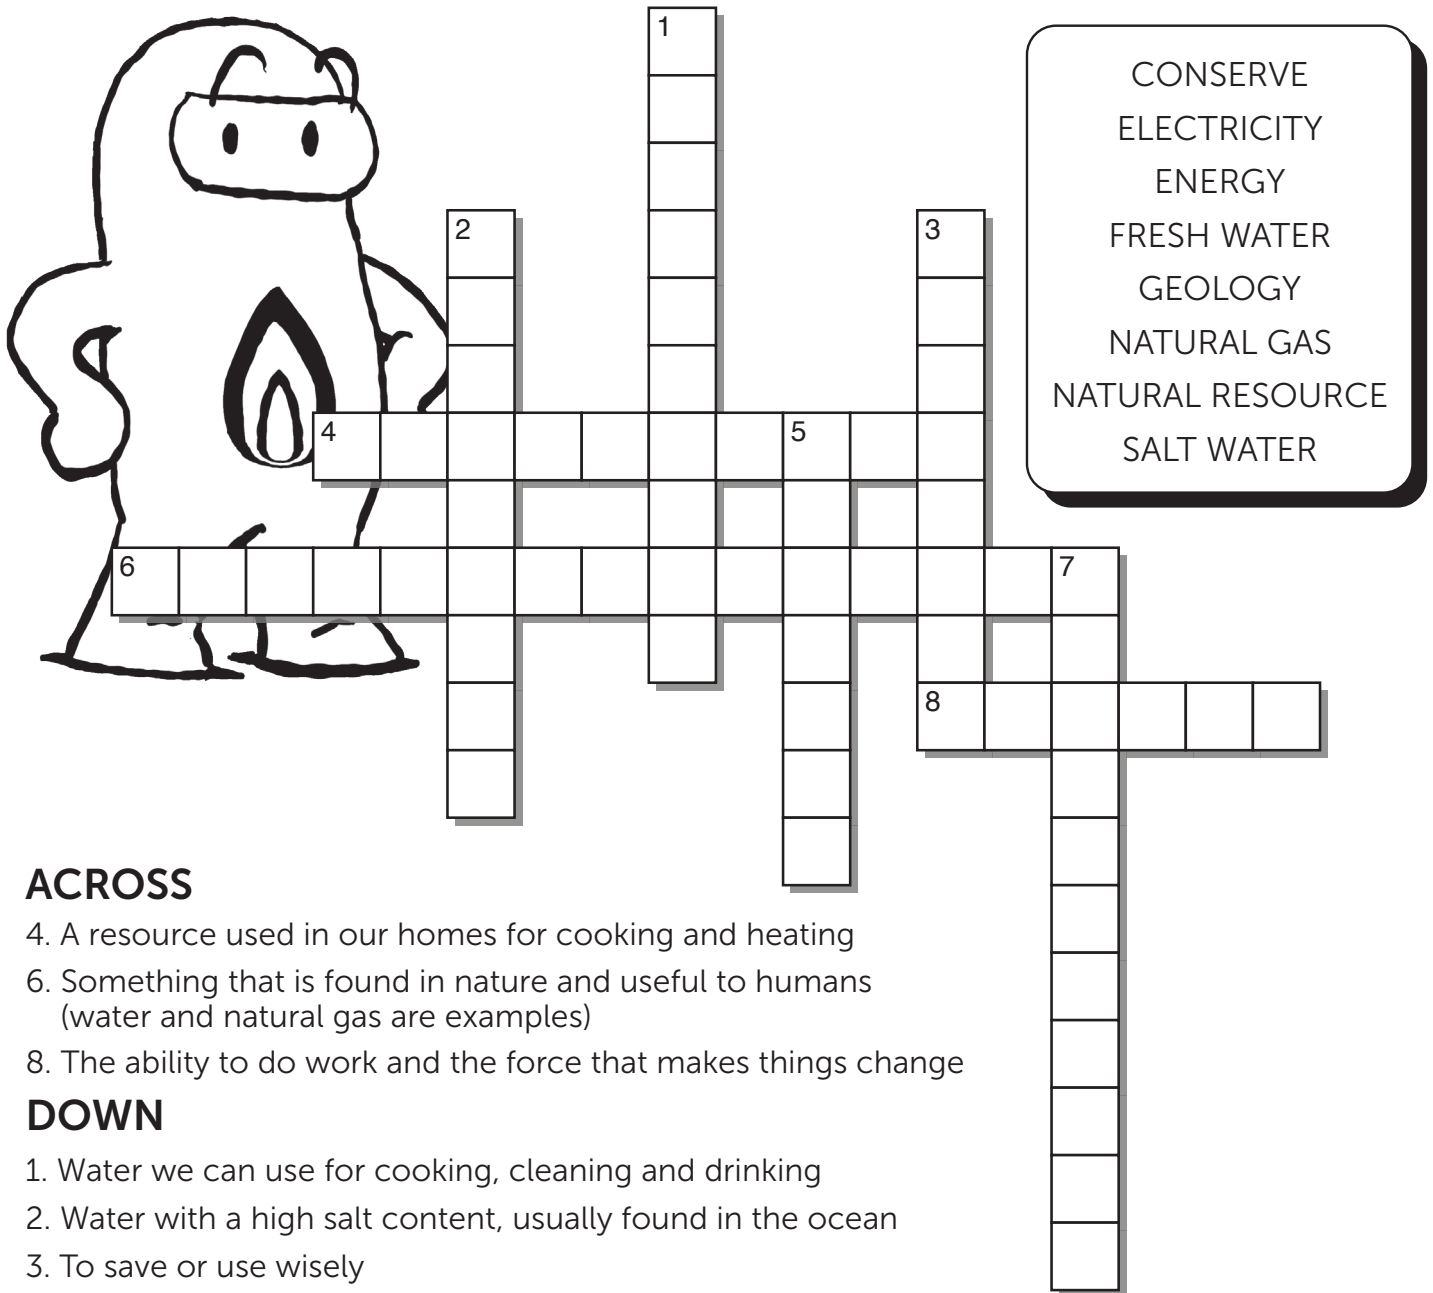 1
2
3
4
5
6
7
8
CONSERVE
ELECTRICITY
ENERGY
FRESH WATER
GEOLOGY
NATURAL GAS
NATURAL RESOURCE
SALT WATER
ACROSS
4. A resource used in our homes for cooking and heating
6. Something that is found in nature and useful to humans
(water and natural gas are examples)
8. The ability to do work and the force that makes things change
DOWN
1. Water we can use for cooking, cleaning and drinking
2. Water with a high salt content, usually found in the ocean
3. To save or use wisely